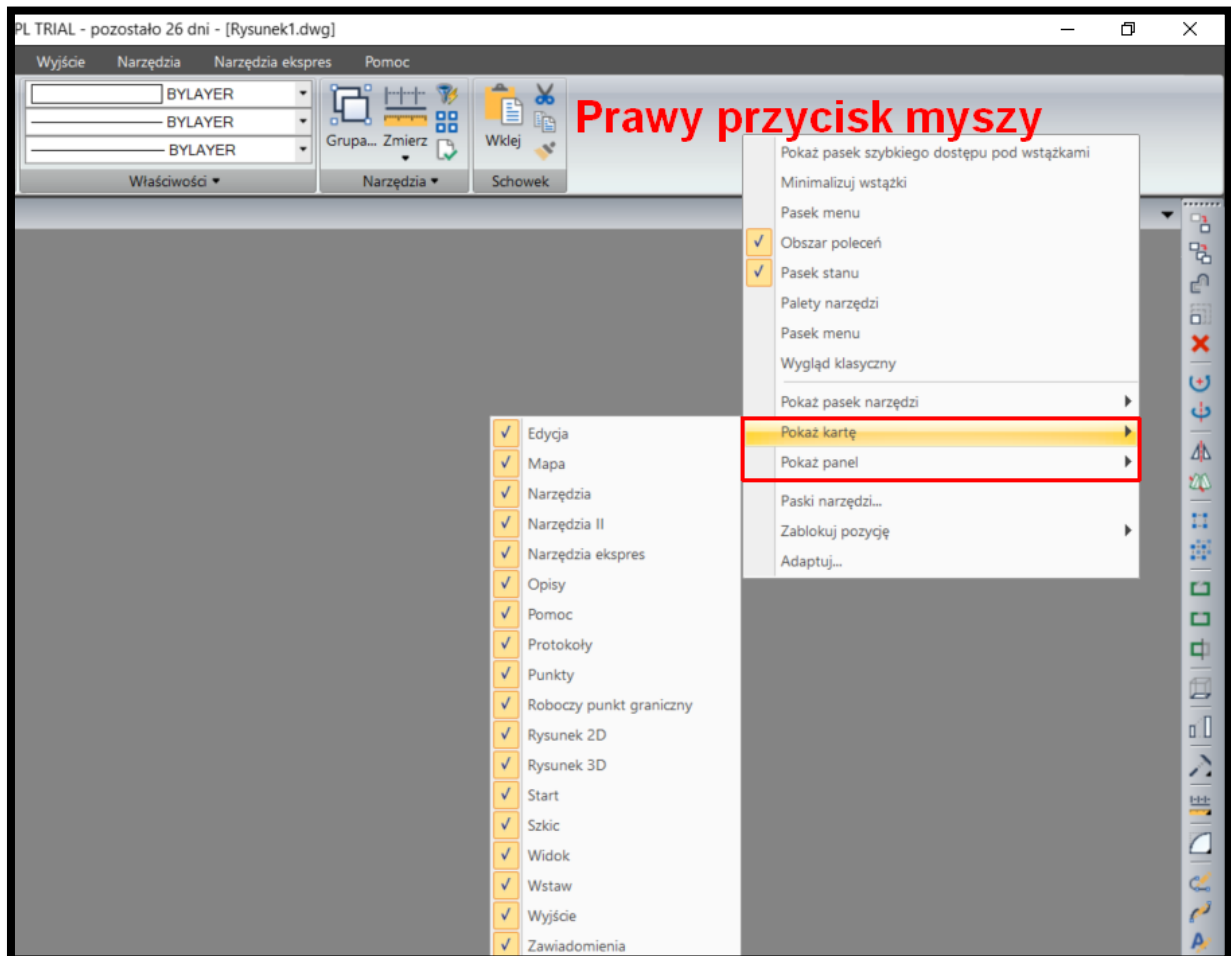 PL TRIAL - pozostało 26 dni - [Rysunek1.dwg]
Wyjście Narzędzia Narzędzia ekspres Pomoc
BYLAYER
BYLAYER
BYLAYER
Grupa... Zmierz
Wklej
Właściwości
Narzędzia
Schowek
Prawy przycisk myszy
Pokaż pasek szybkiego dostępu pod wstążkami
Minimalizuj wstążki
Pasek menu
Obszar poleceń
Pasek stanu
Palety narzędzi
Pasek menu
Wygląd klasyczny
Pokaż pasek narzędzi
Pokaż kartę
Pokaż panel
Paski narzędzi...
Zablokuj pozycję
Adaptuj...
Edycja
Mapa
Narzędzia
Narzędzia II
Narzędzia ekspres
Opisy
Pomoc
Protokoły
Punkty
Roboczy punkt graniczny
Rysunek 2D
Rysunek 3D
Start
Szkic
Widok
Wstaw
Wyjście
Zawiadomienia